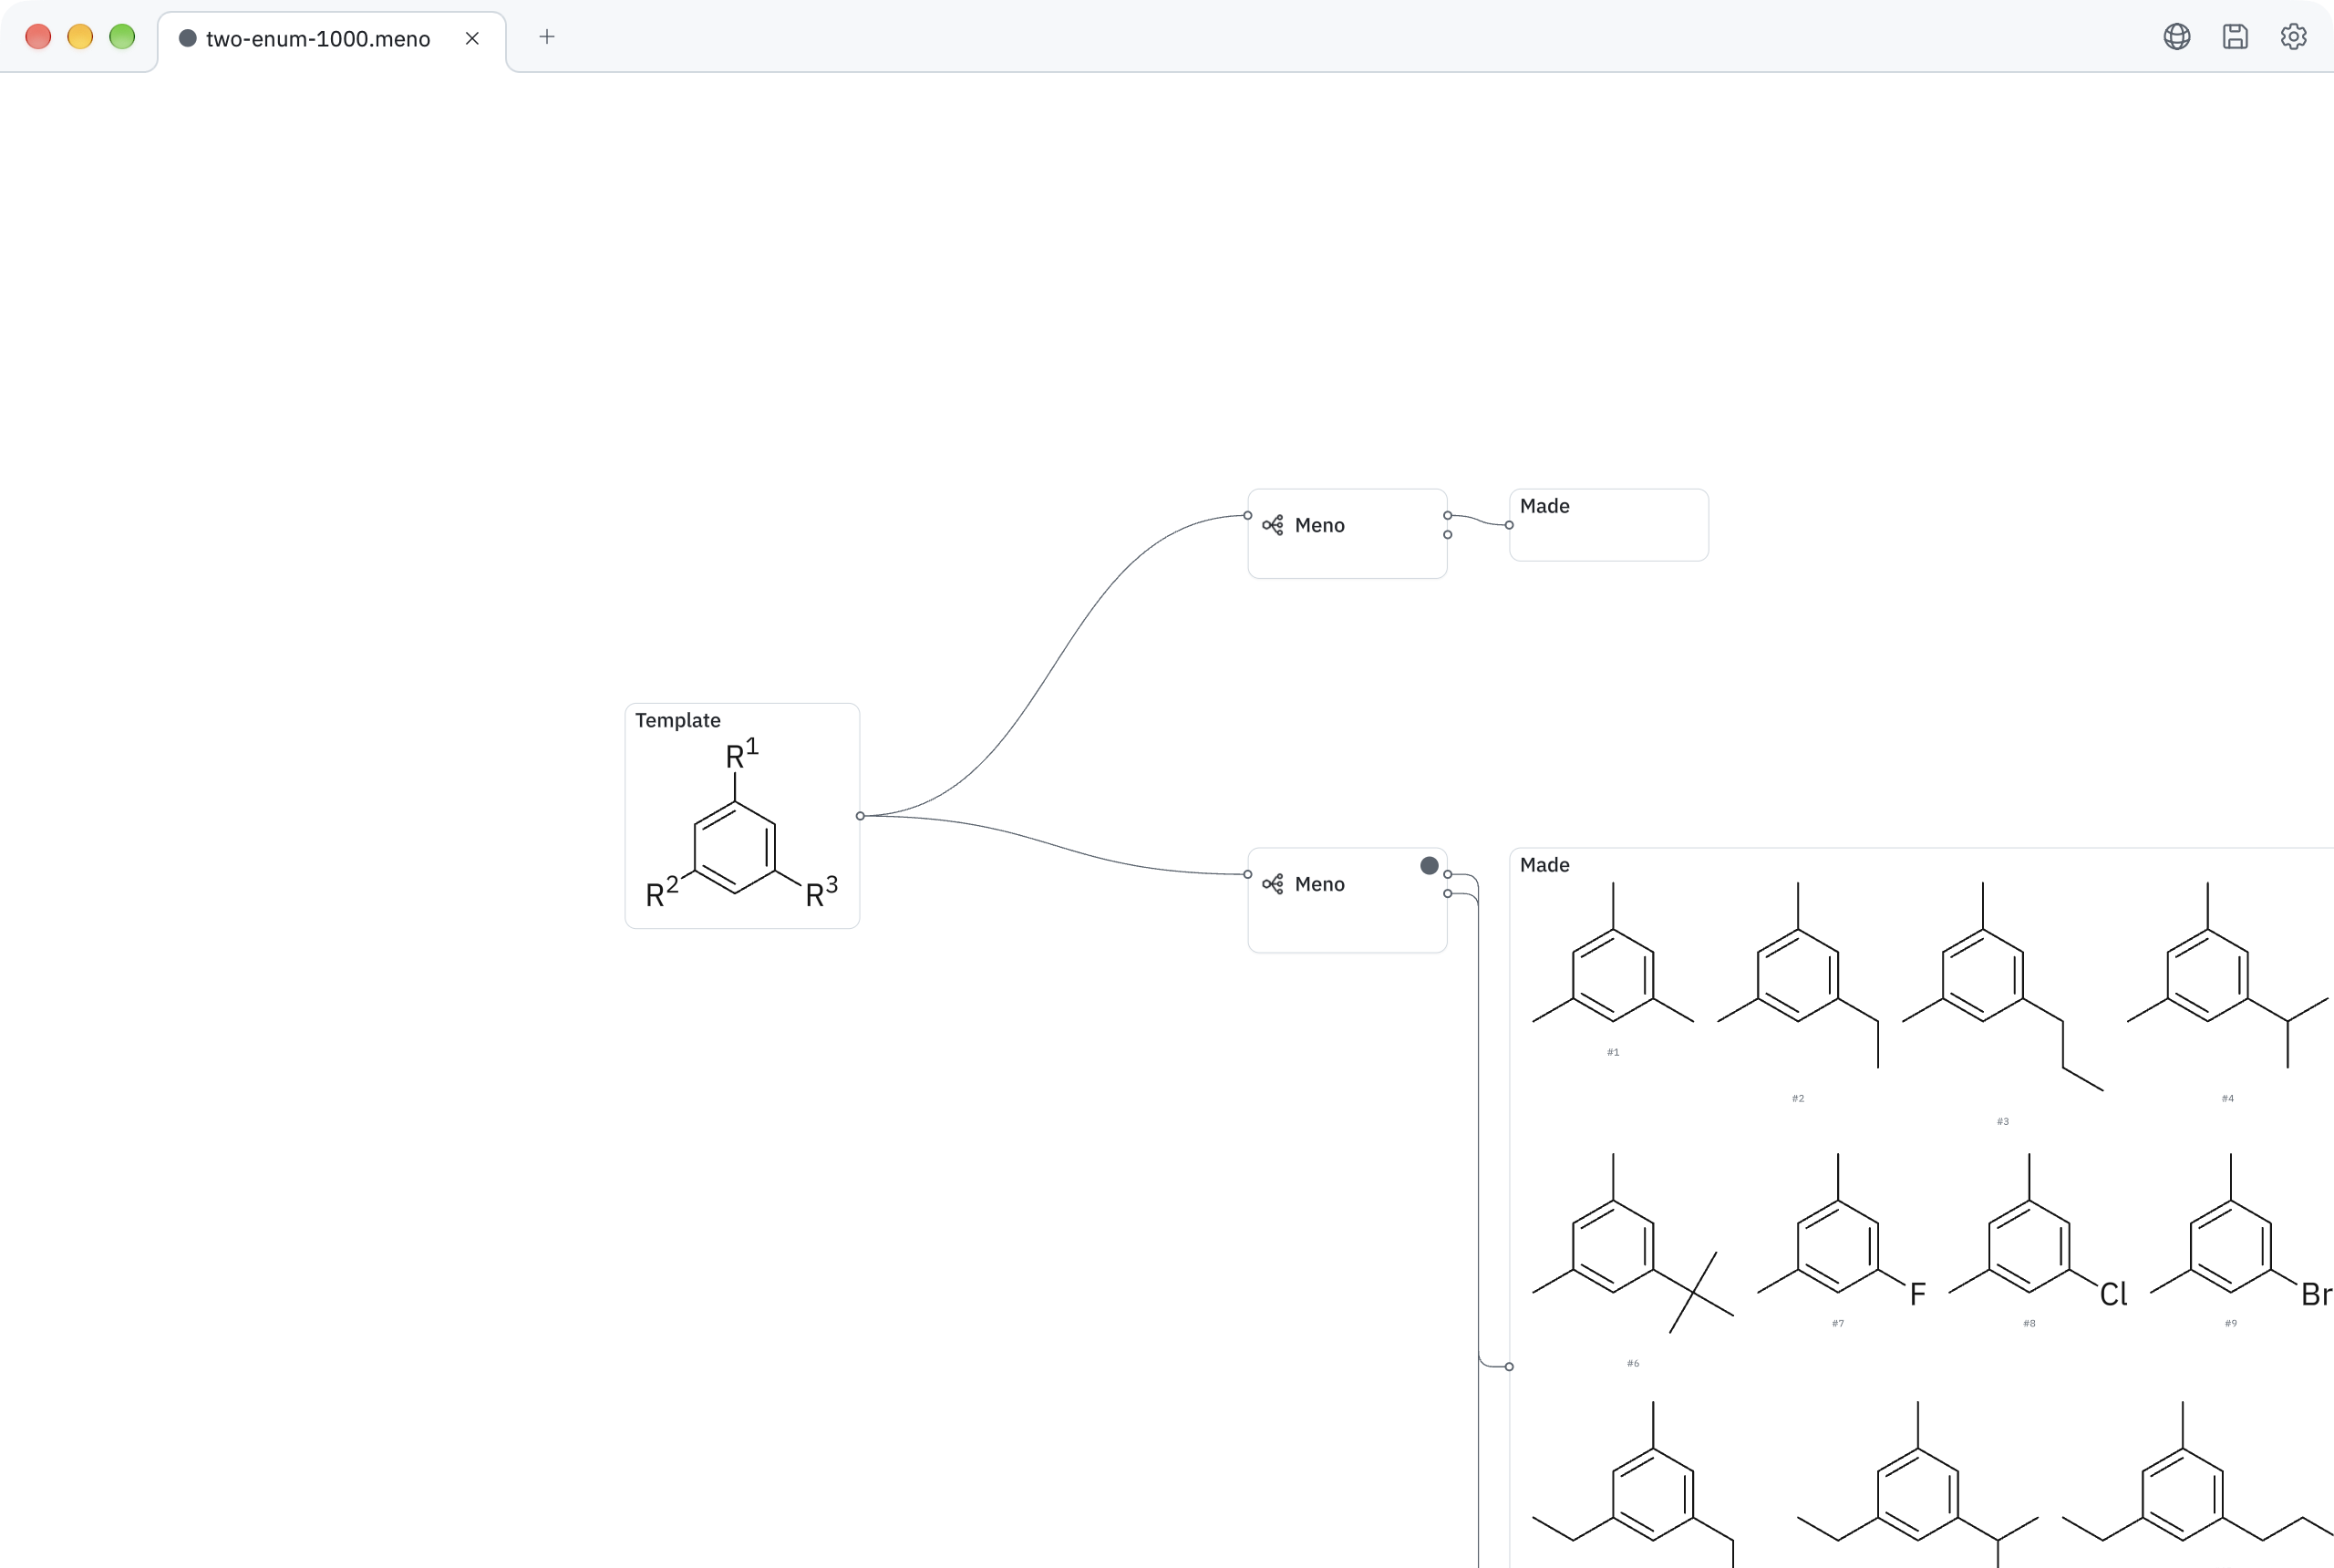 two-enum-1000.meno
Meno
Made
Template
R1
R2
R3
Meno
Made
#1
#2
#3
#4
F
Cl
Br
#6
#7
#8
#9